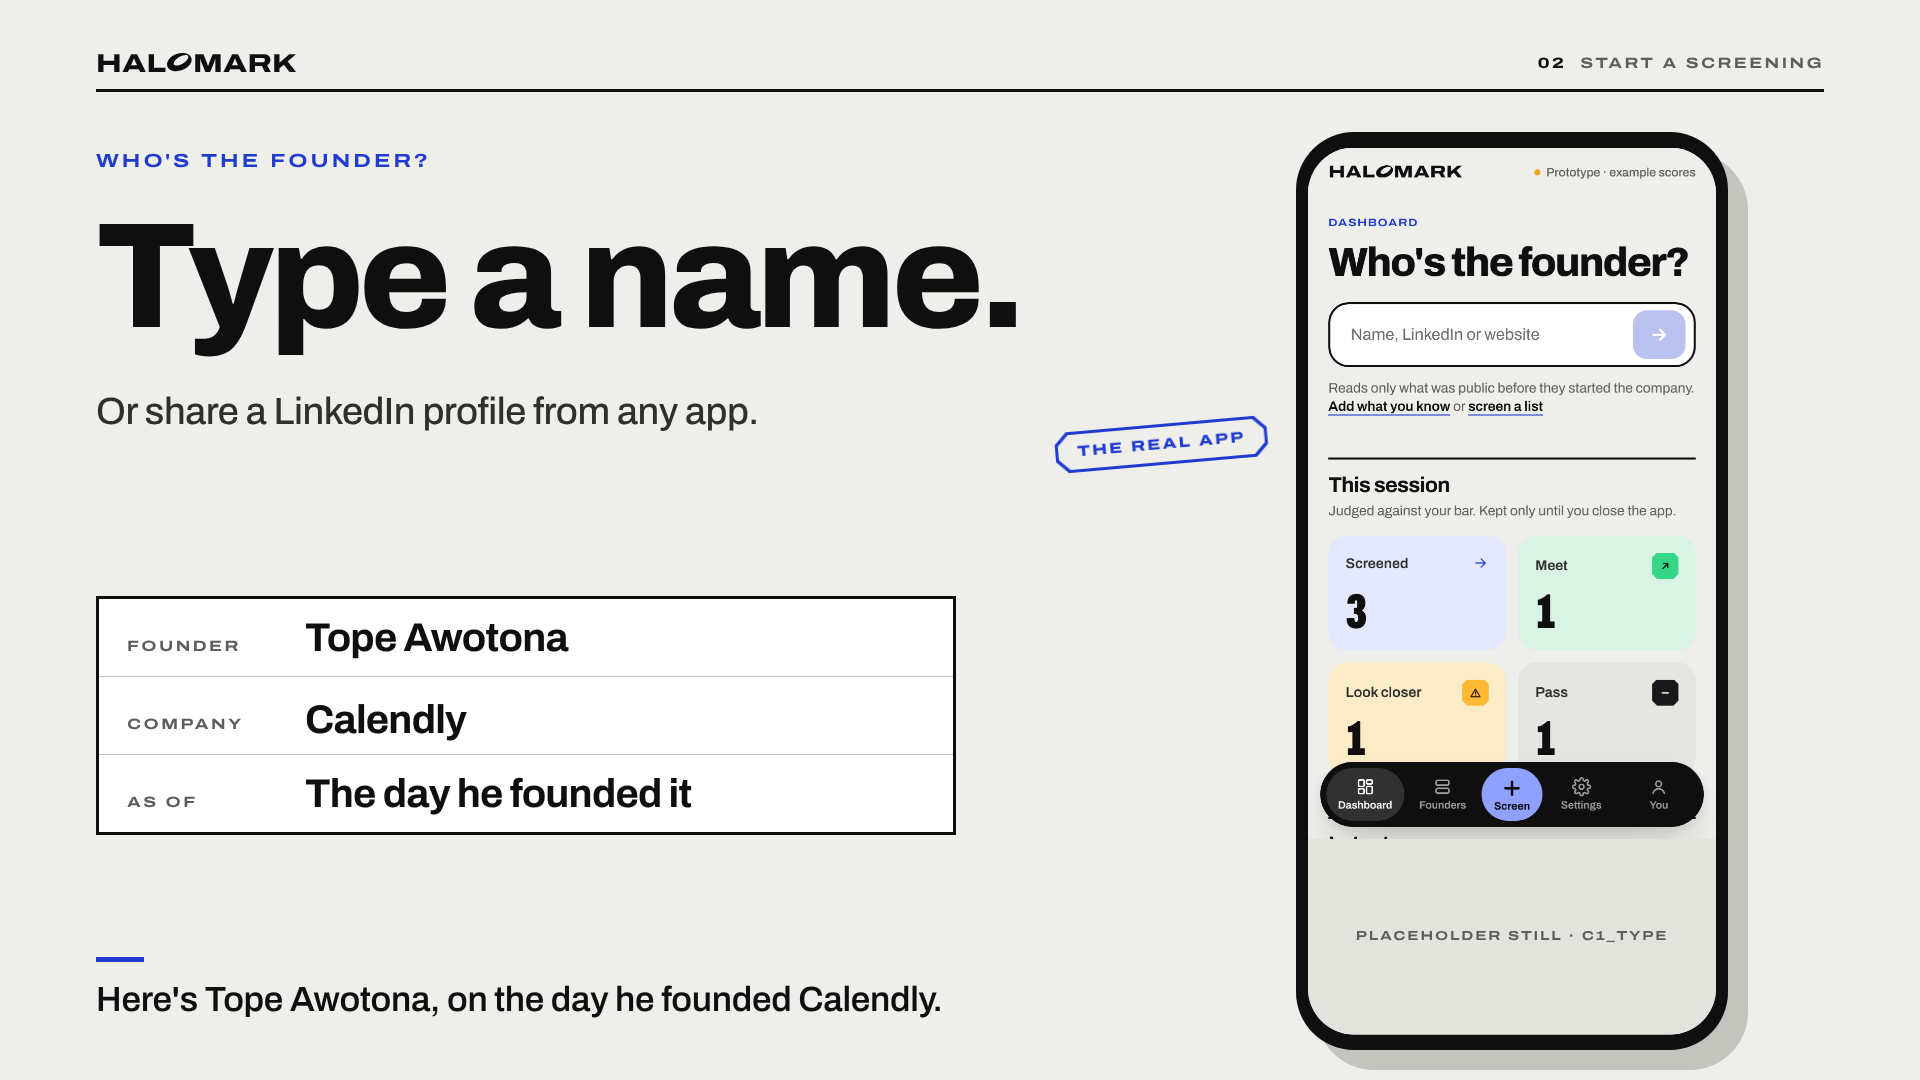 HALOMARK
02 START A SCREENING
WHO'S THE FOUNDER?
Type a name.
Or share a LinkedIn profile from any app.
THE REAL APP
FOUNDER Tope Awotona
COMPANY Calendly
AS OF The day he founded it
Here's Tope Awotona, on the day he founded Calendly.
HALOMARK
Prototype · example scores
DASHBOARD
Who's the founder?
Name, LinkedIn or website
Reads only what was public before they started the company.
Add what you know or screen a list
This session
Judged against your bar. Kept only until you close the app.
Screened
3
Meet
1
Look closer
1
Pass
1
Dashboard Founders Screen Settings You
PLACEHOLDER STILL · C1_TYPE